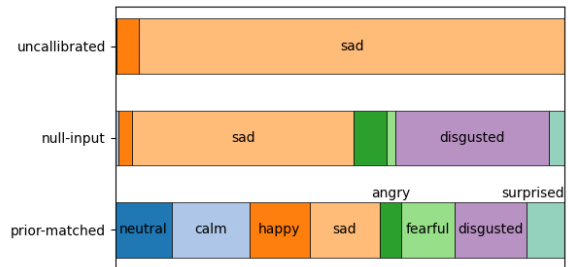 uncallibrated
sad
null-input
sad
disgusted
angry
surprised
prior-matched
neutral
calm
happy
sad
fearful
disgusted